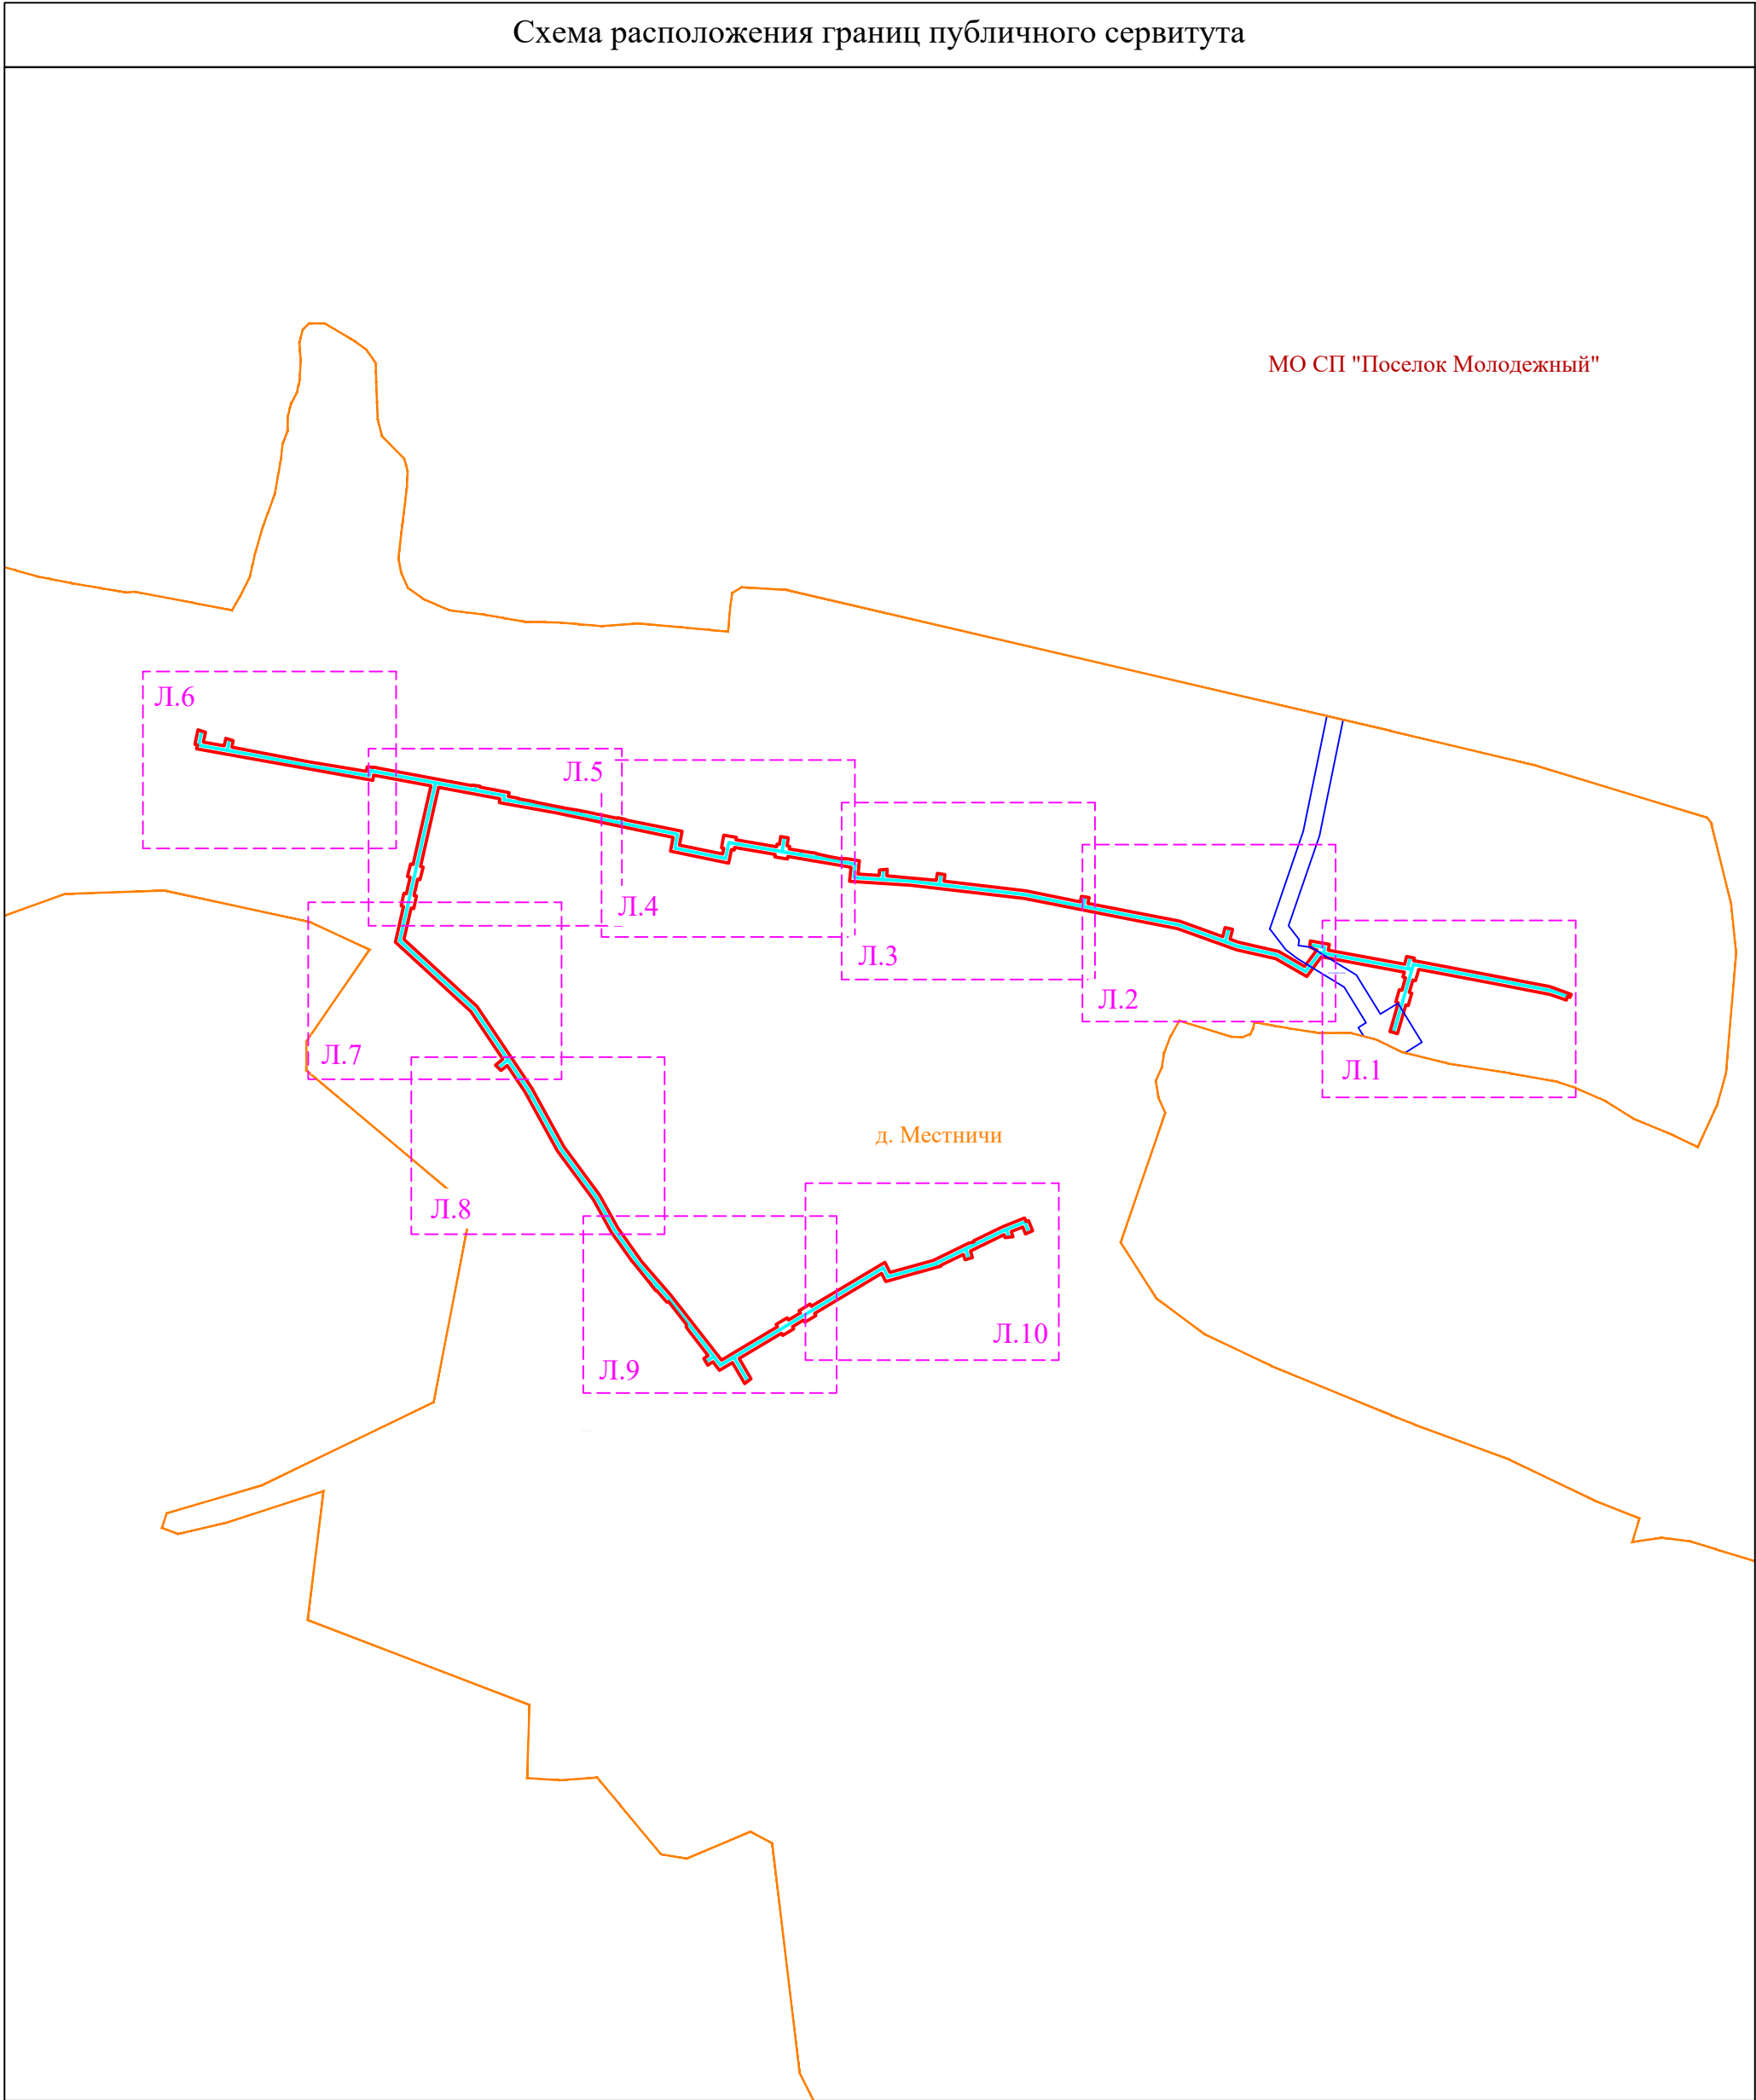 Схема расположения границ публичного сервитута
МО СП "Поселок Молодежный"
Л.6
Л.5
Л.4
Л.3
Л.2
Л.7
Л.1
д. Местничи
Л.8
Л.10
Л.9